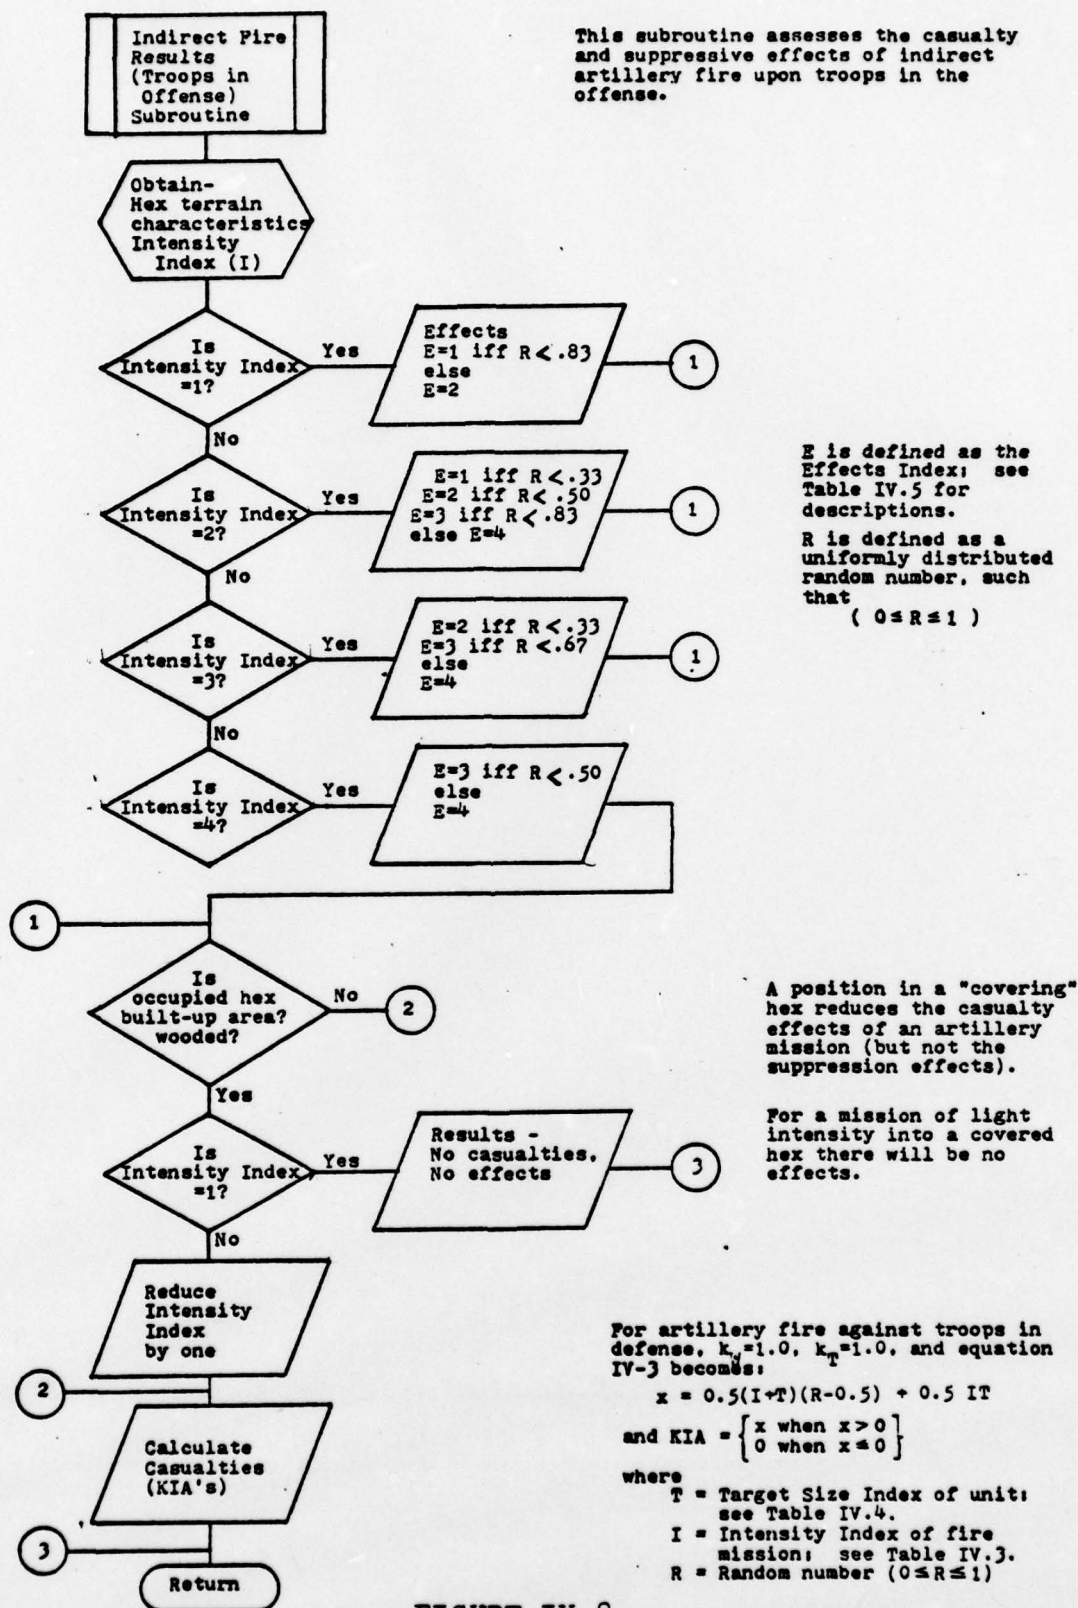 Indirect Fire
Results
(Troops in
Offense)
Subroutine
This subroutine assesses the casualty
and suppressive effects of indirect
artillery fire upon troops in the
offense.
Obtain-
Hex terrain
characteristics
Intensity
Index (I)
Is
Intensity Index
=1?
Yes
Effects
E=1 iff R<.83
else
E=2
1
No
Is
Intensity Index
=2?
Yes
E=1 iff R<.33
E=2 iff R<.50
E=3 iff R<.83
else E=4
1
E is defined as the
Effects Index; see
Table IV.5 for
descriptions.
R is defined as a
uniformly distributed
random number, such
that
( 0≤R≤1 )
No
Is
Intensity Index
=3?
Yes
E=2 iff R<.33
E=3 iff R<.67
else
E=4
1
No
Is
Intensity Index
=4?
Yes
E=3 iff R<.50
else
E=4
1
Is
occupied hex
built-up area?
wooded?
No
2
A position in a "covering"
hex reduces the casualty
effects of an artillery
mission (but not the
suppression effects).
Yes
Is
Intensity Index
=1?
Yes
Results -
No casualties,
No effects
3
For a mission of light
intensity into a covered
hex there will be no
effects.
No
Reduce
Intensity
Index
by one
2
Calculate
Casualties
(KIA's)
3
Return
For artillery fire against troops in
defense, k_W=1.0, k_T=1.0, and equation
IV-3 becomes:
x = 0.5(I+T)(R-0.5) + 0.5 IT
and KIA = {x when x>0
0 when x≤0}
where
T = Target Size Index of unit;
see Table IV.4.
I = Intensity Index of fire
mission; see Table IV.3.
R = Random number (0≤R≤1)